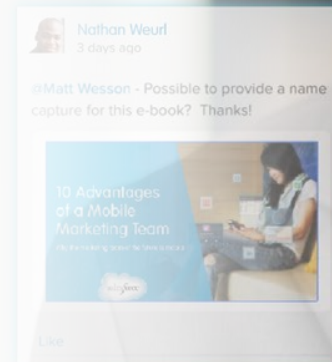 Nathan Weurl
3 days ago
@Matt Wesson - Possible to provide a name
capture for this e-book? Thanks!
10 Advantages
of a Mobile
Marketing Team
salesforce
Like